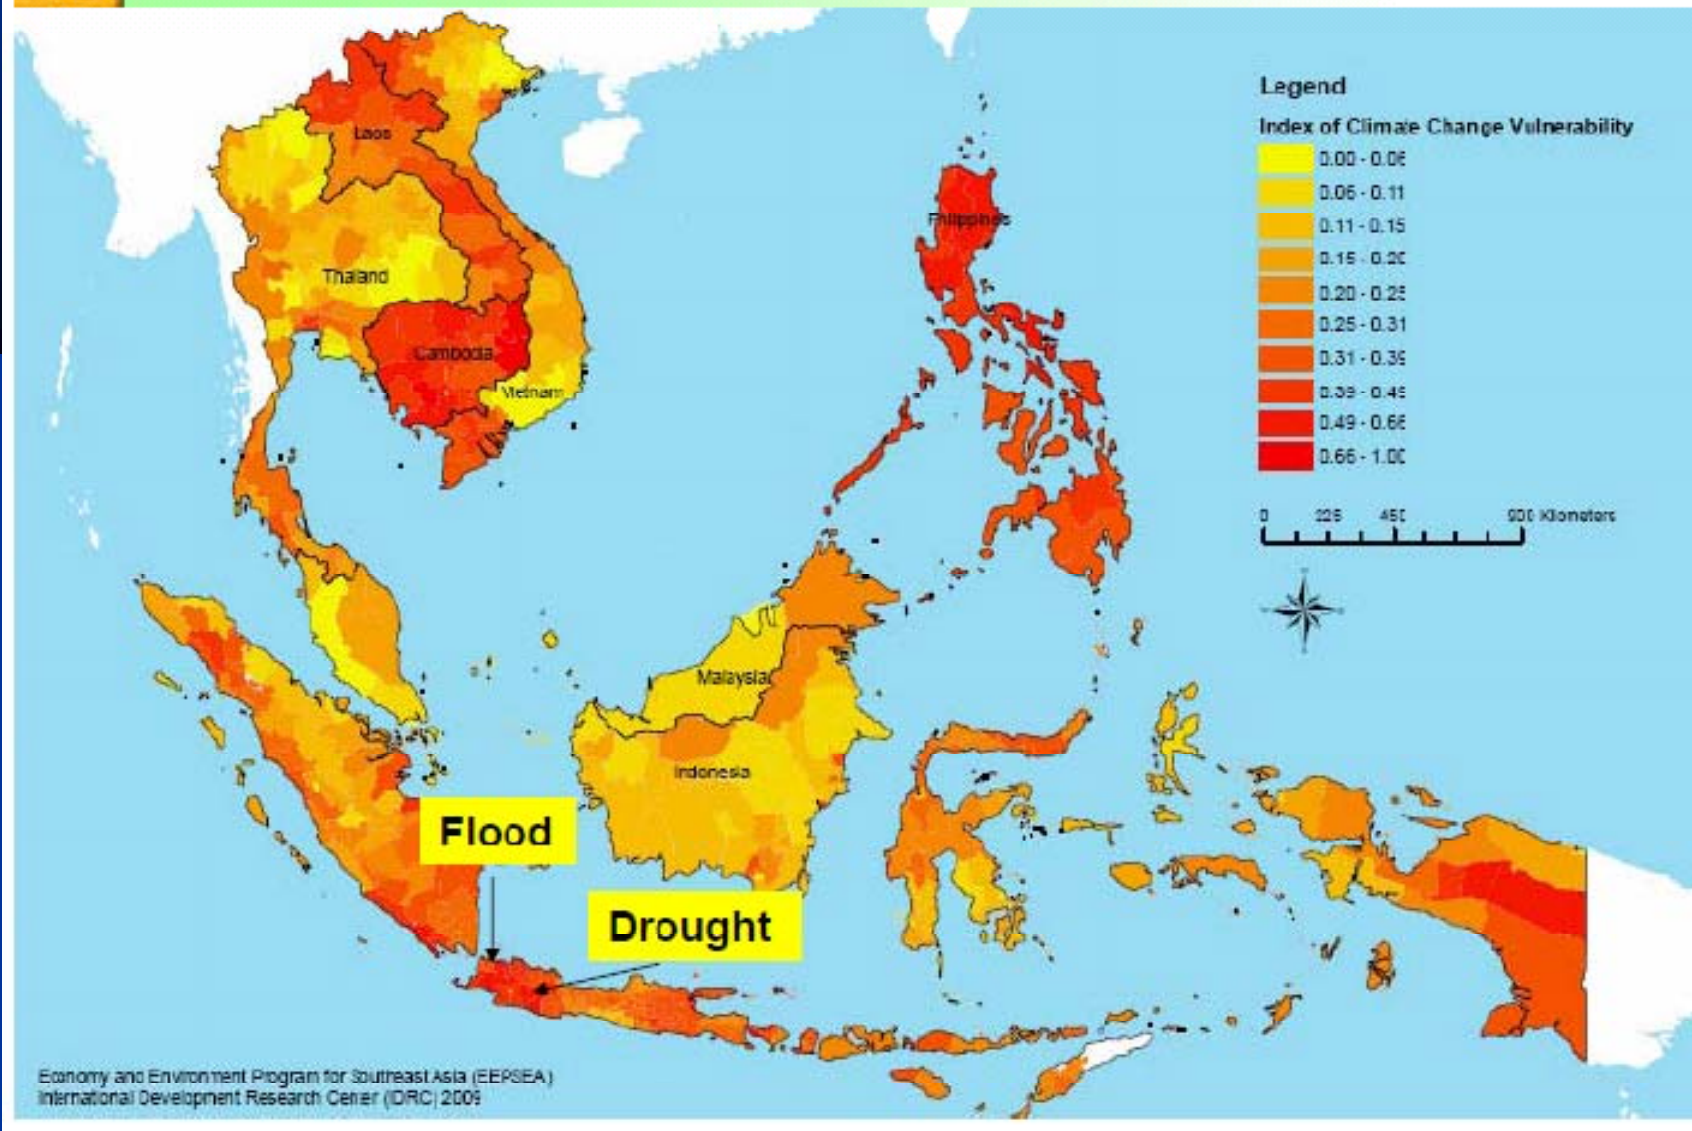 Legend
Index of Climate Change Vulnerability
0.00 - 0.06
0.06 - 0.11
0.11 - 0.15
0.15 - 0.20
0.20 - 0.25
0.25 - 0.31
0.31 - 0.39
0.39 - 0.49
0.49 - 0.66
0.66 - 1.00
0 225 450 900 Kilometers
Laos
Philippines
Thailand
Cambodia
Vietnam
Malaysia
Indonesia
Flood
Drought
Economy and Environment Program for Southeast Asia (EEPSEA)
International Development Research Center (IDRC) 2009